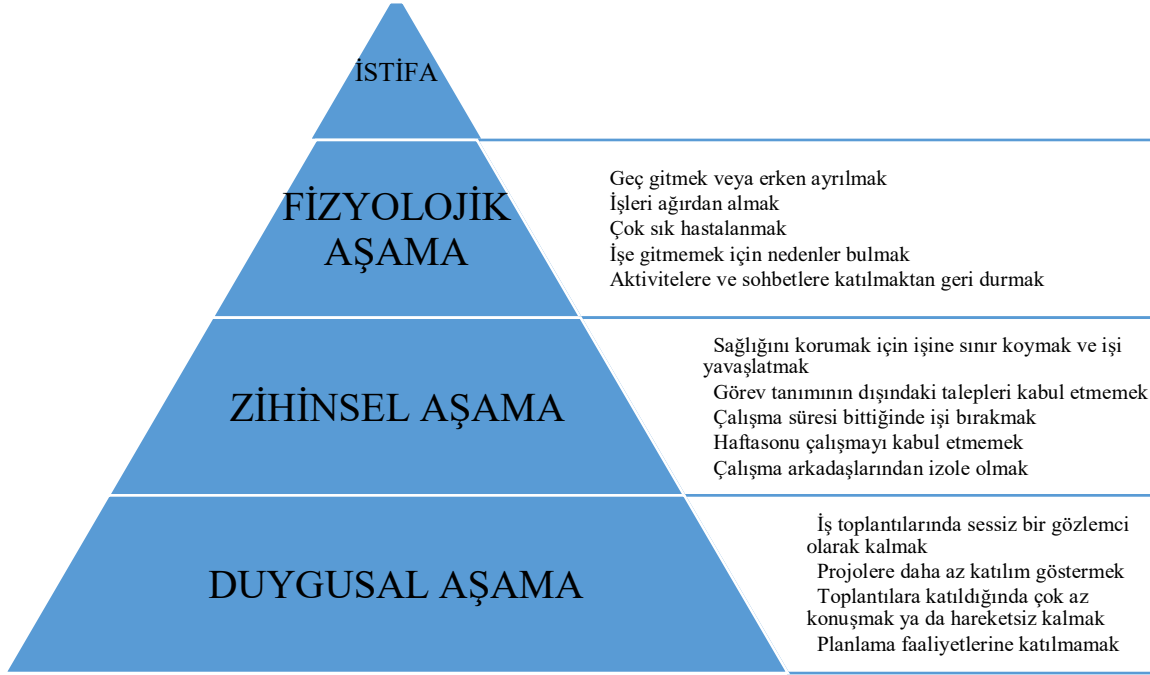 İSTİFA
FİZYOLOJİK
AŞAMA
Geç gitmek veya erken ayrılmak
İşleri ağırdan almak
Çok sık hastalanmak
İşe gitmemek için nedenler bulmak
Aktivitelere ve sohbetlere katılmaktan geri durmak
ZİHİNSEL AŞAMA
Sağlığını korumak için işine sınır koymak ve işi
yavaşlatmak
Görev tanımının dışındaki talepleri kabul etmemek
Çalışma süresi bittiğinde işi bırakmak
Haftasonu çalışmayı kabul etmemek
Çalışma arkadaşlarından izole olmak
DUYGUSAL AŞAMA
İş toplantılarında sessiz bir gözlemci
olarak kalmak
Projolere daha az katılım göstermek
Toplantılara katıldığında çok az
konuşmak ya da hareketsiz kalmak
Planlama faaliyetlerine katılmamak